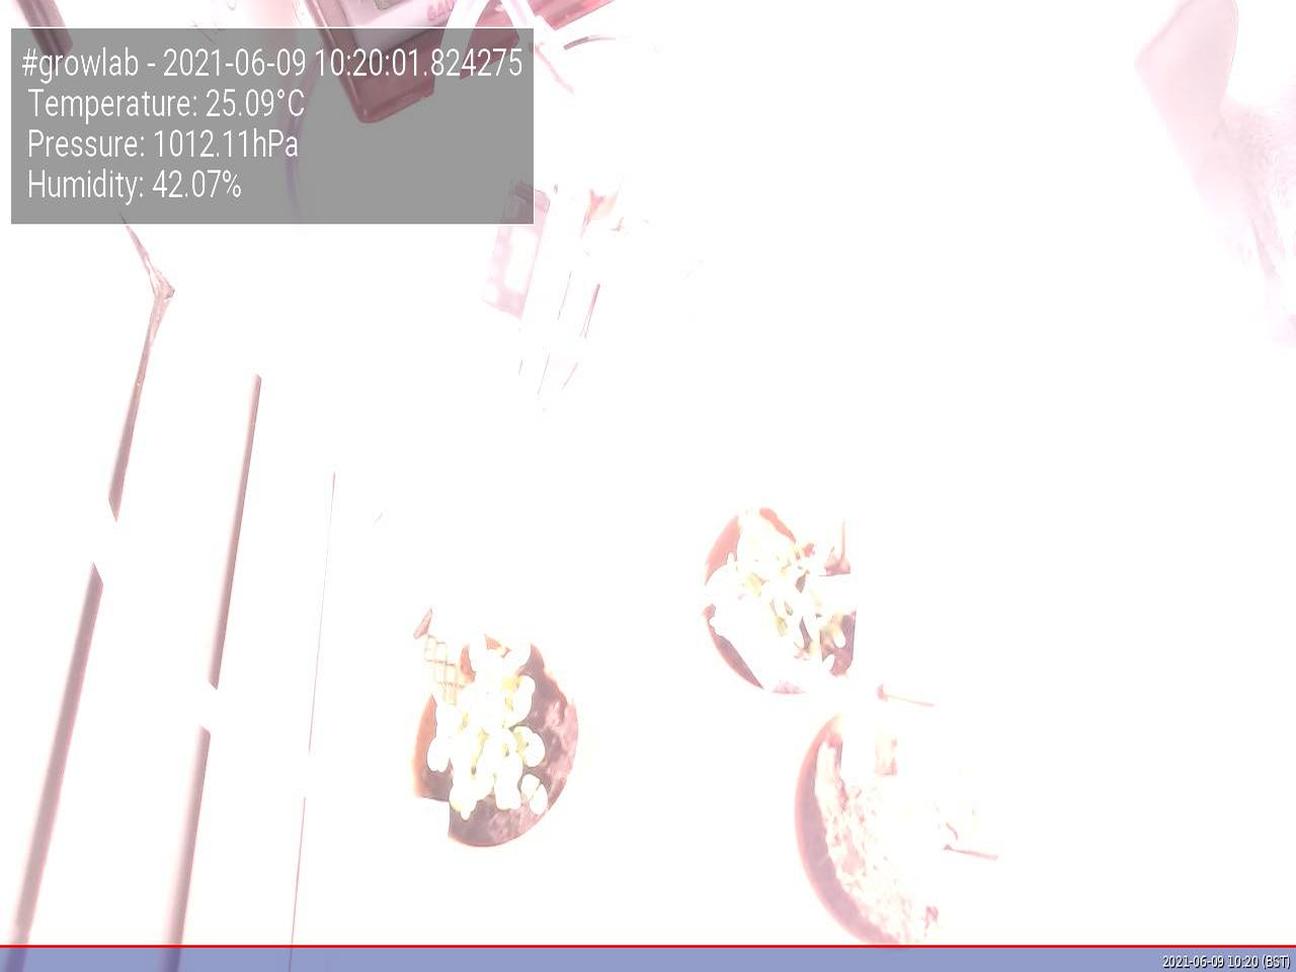 #growlab - 2021-06-09 10:20:01.824275
Temperature: 25.09°C
Pressure: 1012.11hPa
Humidity: 42.07%
2021-06-09 10:20 (BST)